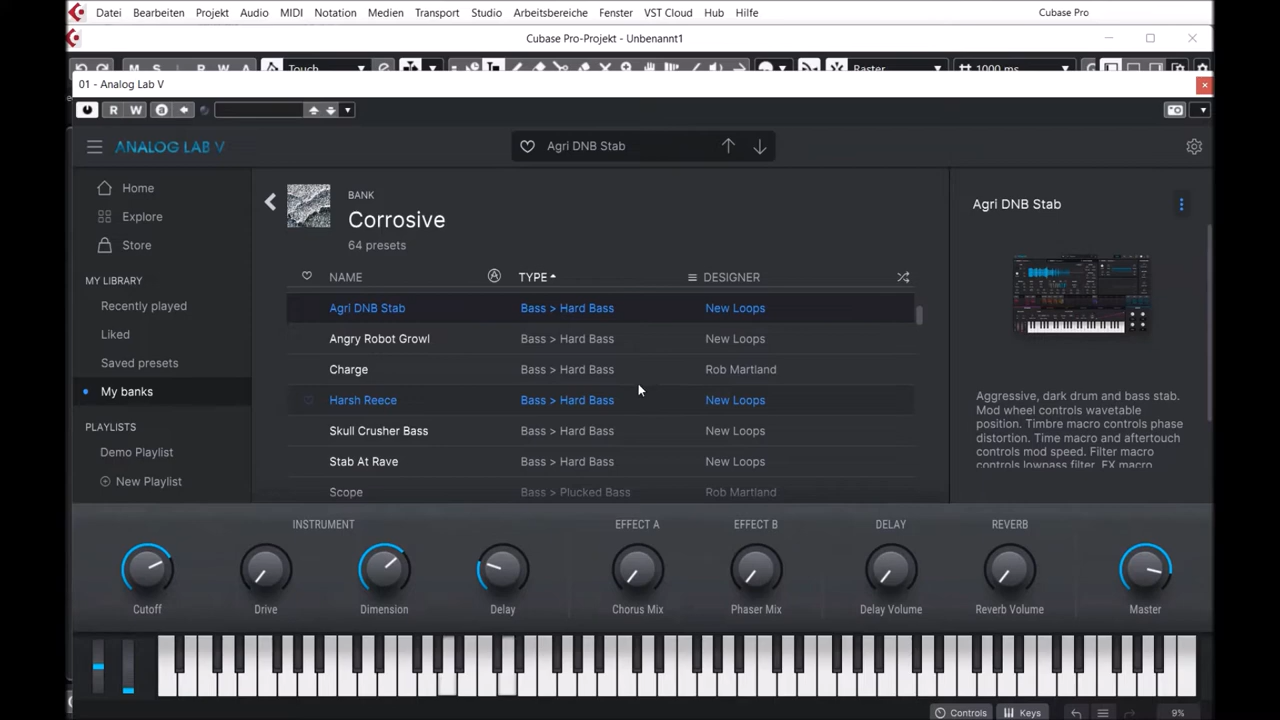 Datei Bearbeiten Projekt Audio MIDI Notation Medien Transport Studio Arbeitsbereiche Fenster VST Cloud Hub Hilfe Cubase Pro
Cubase Pro-Projekt - Unbenannt1
M S R W A Touch Raster 1000 ms
01 - Analog Lab V
R W
ANALOG LAB V
Agri DNB Stab
Home
Explore
Store
MY LIBRARY
Recently played
Liked
Saved presets
My banks
PLAYLISTS
Demo Playlist
New Playlist
BANK
Corrosive
64 presets
NAME TYPE DESIGNER
Agri DNB Stab Bass > Hard Bass New Loops
Angry Robot Growl Bass > Hard Bass New Loops
Charge Bass > Hard Bass Rob Martland
Harsh Reece Bass > Hard Bass New Loops
Skull Crusher Bass Bass > Hard Bass New Loops
Stab At Rave Bass > Hard Bass New Loops
Scope Bass > Plucked Bass Rob Martland
Agri DNB Stab
Aggressive, dark drum and bass stab.
Mod wheel controls wavetable
position. Timbre macro controls phase
distortion. Time macro and aftertouch
control mod speed. Filter macro
controls lowpass filter. FX macro
INSTRUMENT EFFECT A EFFECT B DELAY REVERB
Cutoff Drive Dimension Delay Chorus Mix Phaser Mix Delay Volume Reverb Volume Master
Controls Keys 9%